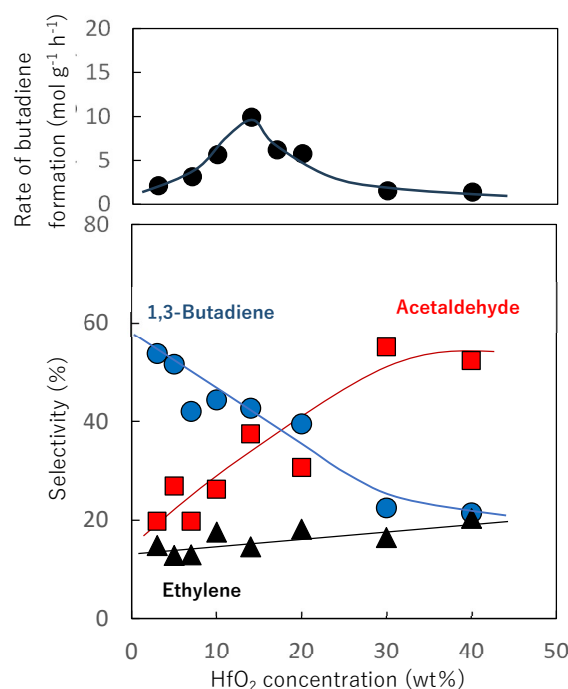 Rate of butadiene
formation (mol g⁻¹ h⁻¹)
20
15
10
5
0
80
60
40
20
0
Selectivity (%)
1,3-Butadiene
Acetaldehyde
Ethylene
0
10
20
30
40
50
HfO₂ concentration (wt%)